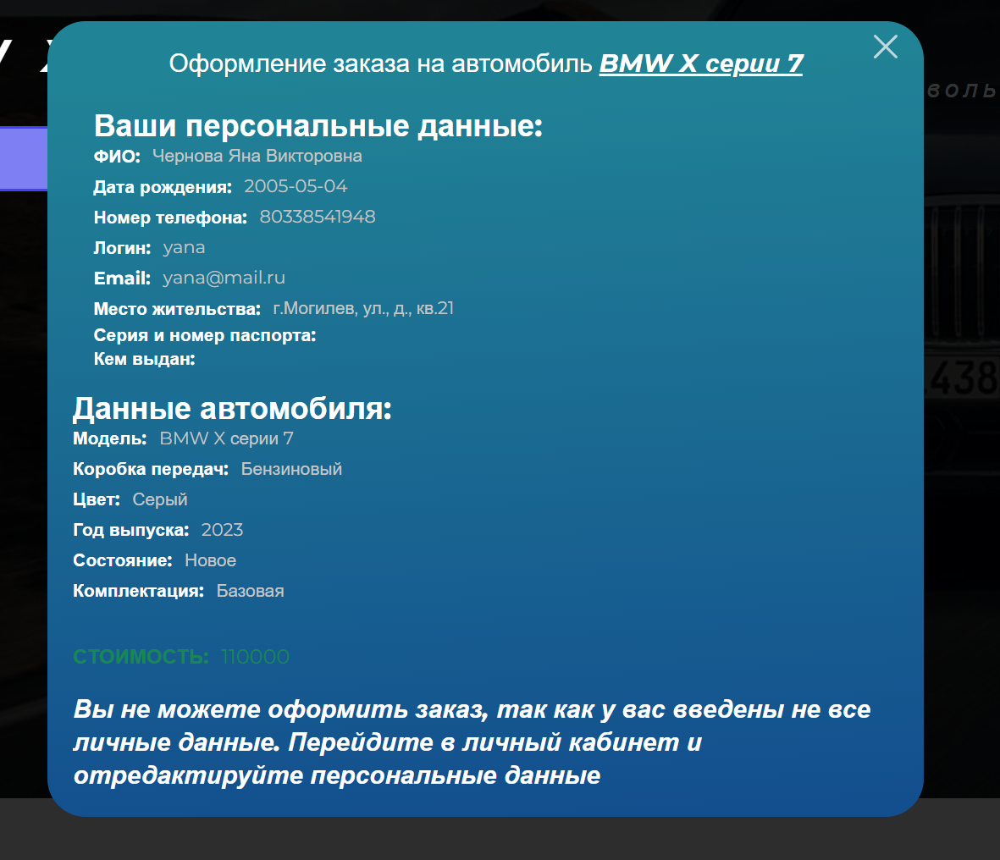 Оформление заказа на автомобиль BMW X серии 7
воль
Ваши персональные данные:
ФИО: Чернова Яна Викторовна
Дата рождения: 2005-05-04
Номер телефона: 80338541948
Логин: yana
Email: yana@mail.ru
Место жительства: г.Могилев, ул., д., кв.21
Серия и номер паспорта:
Кем выдан:
438
Данные автомобиля:
Модель: BMW X серии 7
Коробка передач: Бензиновый
Цвет: Серый
Год выпуска: 2023
Состояние: Новое
Комплектация: Базовая
СТОИМОСТЬ: 110000
Вы не можете оформить заказ, так как у вас введены не все
личные данные. Перейдите в личный кабинет и
отредактируйте персональные данные